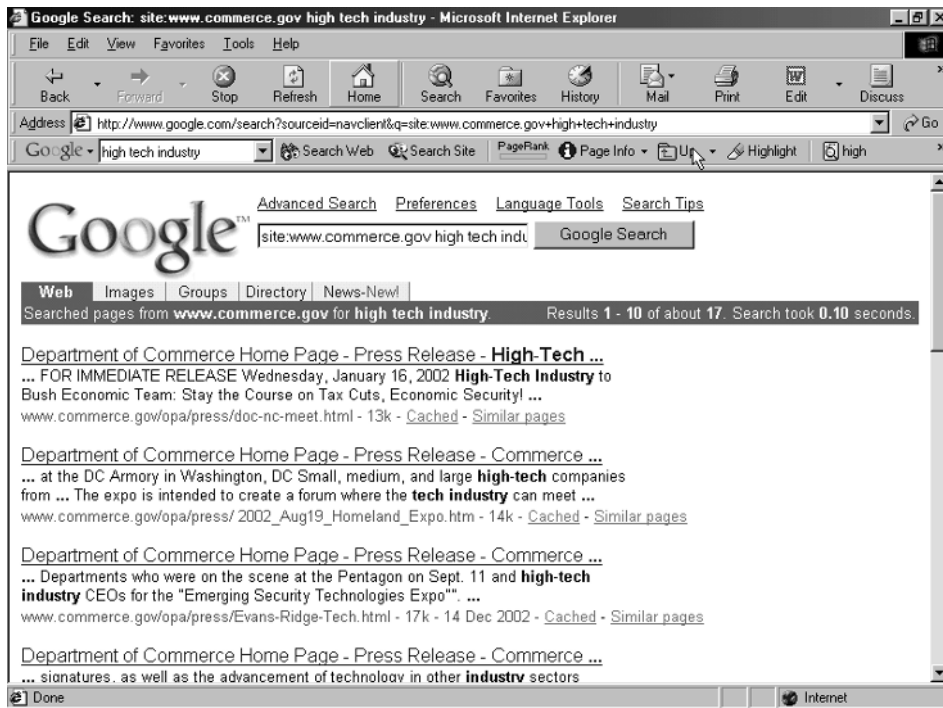 Google Search: site:www.commerce.gov high tech industry - Microsoft Internet Explorer
File Edit View Favorites Tools Help
Back Forward Stop Refresh Home Search Favorites History Mail Print Edit Discuss
Address http://www.google.com/search?sourceid=navclient&q=site:www.commerce.gov+high+tech+industry Go
Google high tech industry Search Web Search Site PageRank Page Info Up Highlight high
Advanced Search Preferences Language Tools Search Tips
Google™
site:www.commerce.gov high tech indu Google Search
Web Images Groups Directory News-New!
Searched pages from www.commerce.gov for high tech industry. Results 1 - 10 of about 17. Search took 0.10 seconds.
Department of Commerce Home Page - Press Release - High-Tech ...
... FOR IMMEDIATE RELEASE Wednesday, January 16, 2002 High-Tech Industry to
Bush Economic Team: Stay the Course on Tax Cuts, Economic Security! ...
www.commerce.gov/opa/press/doc-nc-meet.html - 13k - Cached - Similar pages
Department of Commerce Home Page - Press Release - Commerce ...
... at the DC Armory in Washington, DC Small, medium, and large high-tech companies
from ... The expo is intended to create a forum where the tech industry can meet ...
www.commerce.gov/opa/press/ 2002_Aug19_Homeland_Expo.htm - 14k - Cached - Similar pages
Department of Commerce Home Page - Press Release - Commerce ...
... Departments who were on the scene at the Pentagon on Sept. 11 and high-tech
industry CEOs for the "Emerging Security Technologies Expo"". ...
www.commerce.gov/opa/press/Evans-Ridge-Tech.html - 17k - 14 Dec 2002 - Cached - Similar pages
Department of Commerce Home Page - Press Release - Commerce ...
... signatures, as well as the advancement of technology in other industry sectors
Done Internet